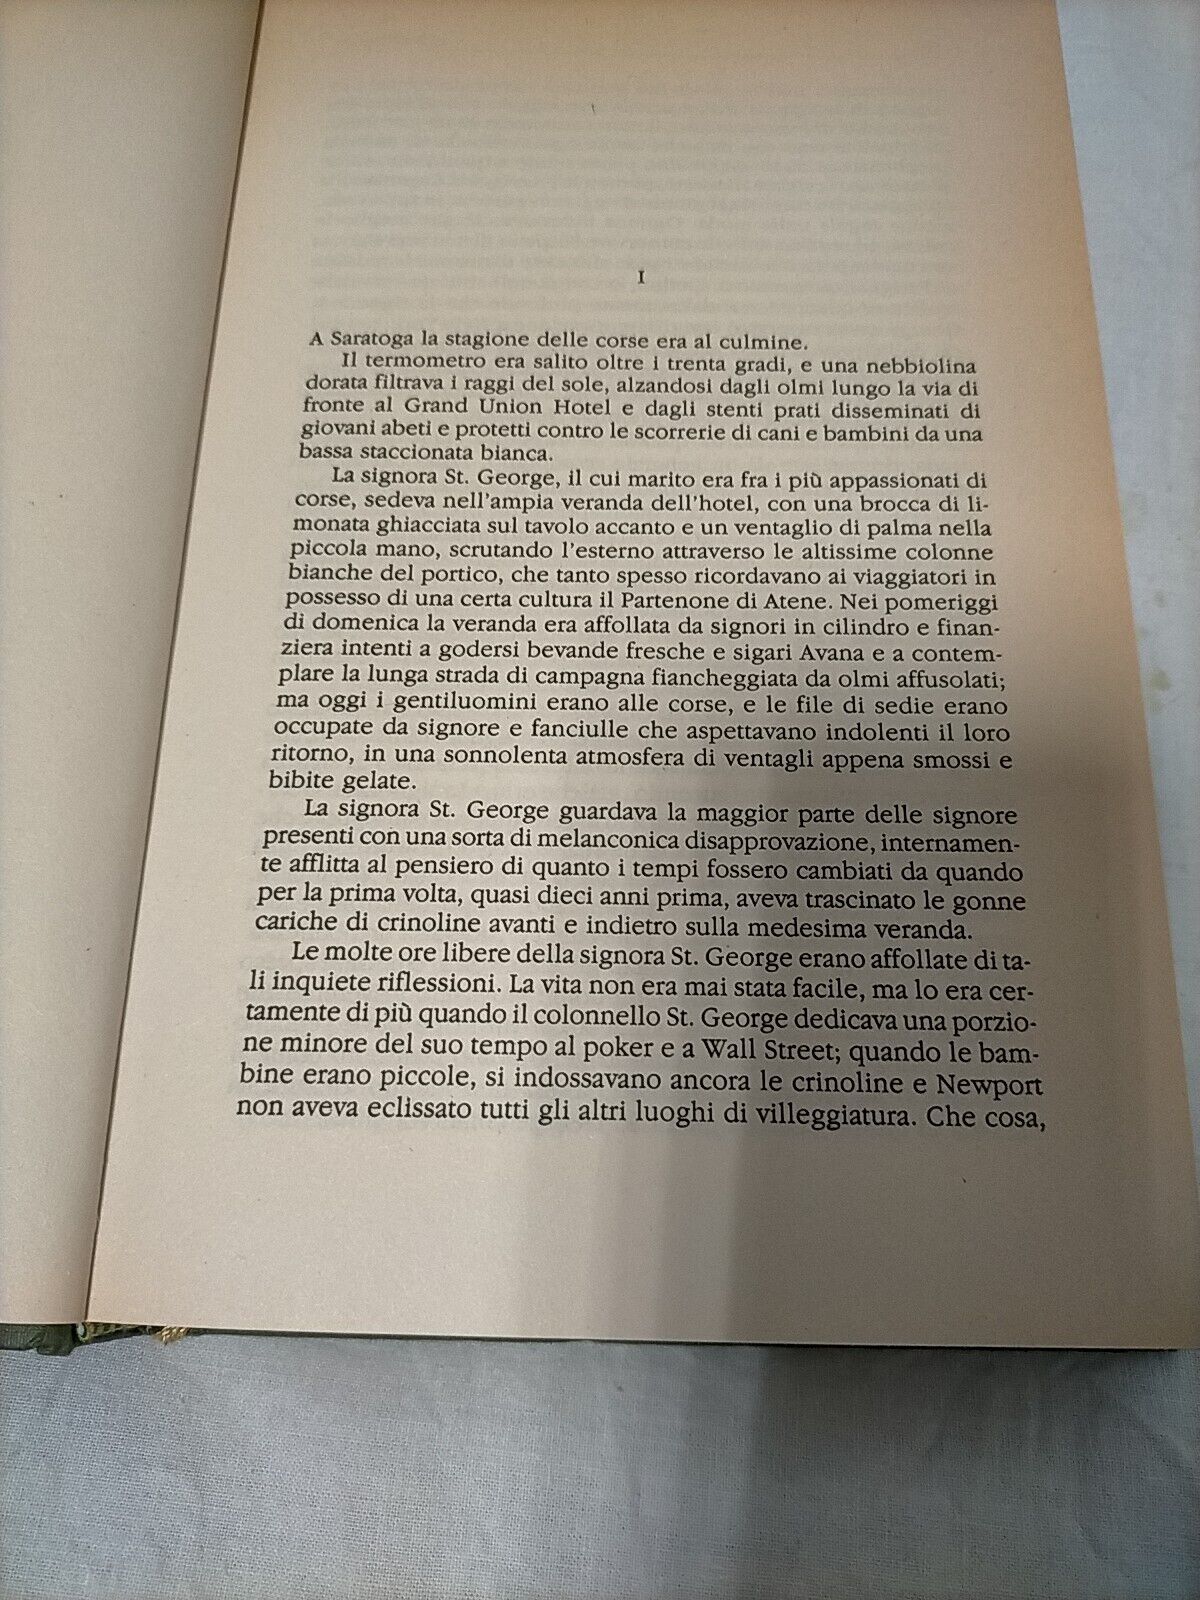 I
A Saratoga la stagione delle corse era al culmine.
Il termometro era salito oltre i trenta gradi, e una nebbiolina
dorata filtrava i raggi del sole, alzandosi dagli olmi lungo la via di
fronte al Grand Union Hotel e dagli stenti prati disseminati di
giovani abeti e protetti contro le scorrerie di cani e bambini da una
bassa staccionata bianca.
La signora St. George, il cui marito era fra i più appassionati di
corse, sedeva nell'ampia veranda dell'hotel, con una brocca di li-
monata ghiacciata sul tavolo accanto e un ventaglio di palma nella
piccola mano, scrutando l'esterno attraverso le altissime colonne
bianche del portico, che tanto spesso ricordavano ai viaggiatori in
possesso di una certa cultura il Partenone di Atene. Nei pomeriggi
di domenica la veranda era affollata da signori in cilindro e finan-
ziera intenti a godersi bevande fresche e sigari Avana e a contem-
plare la lunga strada di campagna fiancheggiata da olmi affusolati;
ma oggi i gentiluomini erano alle corse, e le file di sedie erano
occupate da signore e fanciulle che aspettavano indolenti il loro
ritorno, in una sonnolenta atmosfera di ventagli appena smossi e
bibite gelate.
La signora St. George guardava la maggior parte delle signore
presenti con una sorta di melanconica disapprovazione, internamen-
te afflitta al pensiero di quanto i tempi fossero cambiati da quando
per la prima volta, quasi dieci anni prima, aveva trascinato le gonne
cariche di crinoline avanti e indietro sulla medesima veranda.
Le molte ore libere della signora St. George erano affollate di ta-
li inquiete riflessioni. La vita non era mai stata facile, ma lo era cer-
tamente di più quando il colonnello St. George dedicava una porzio-
ne minore del suo tempo al poker e a Wall Street; quando le bam-
bine erano piccole, si indossavano ancora le crinoline e Newport
non aveva eclissato tutti gli altri luoghi di villeggiatura. Che cosa,